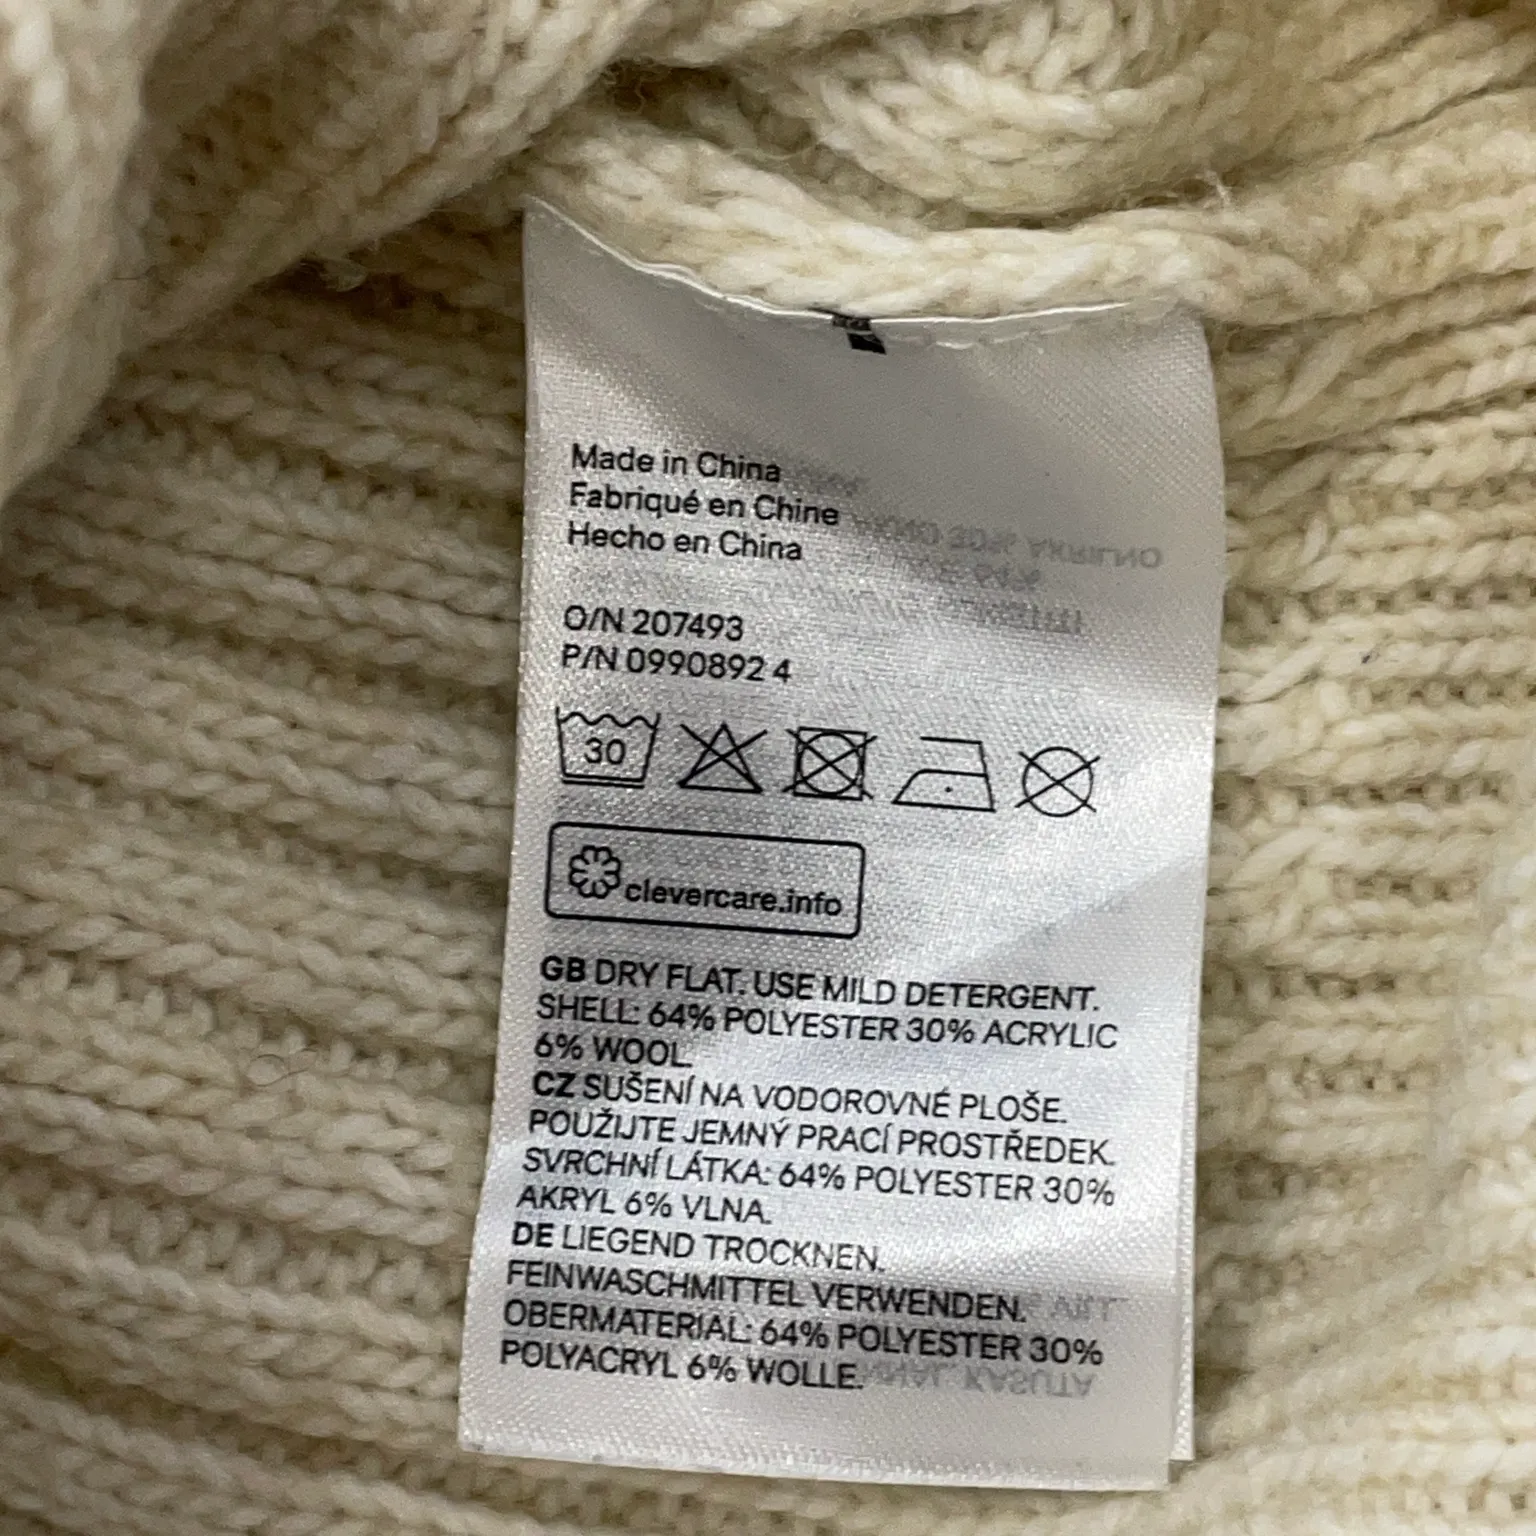 Made in China
Fabriqué en Chine
Hecho en China
O/N 207493
P/N 0990892 4
30
clevercare.info
GB DRY FLAT. USE MILD DETERGENT.
SHELL: 64% POLYESTER 30% ACRYLIC
6% WOOL.
CZ SUŠENÍ NA VODOROVNÉ PLOŠE.
POUŽIJTE JEMNÝ PRACÍ PROSTŘEDEK.
SVRCHNÍ LÁTKA: 64% POLYESTER 30%
AKRYL 6% VLNA.
DE LIEGEND TROCKNEN.
FEINWASCHMITTEL VERWENDEN.
OBERMATERIAL: 64% POLYESTER 30%
POLYACRYL 6% WOLLE.